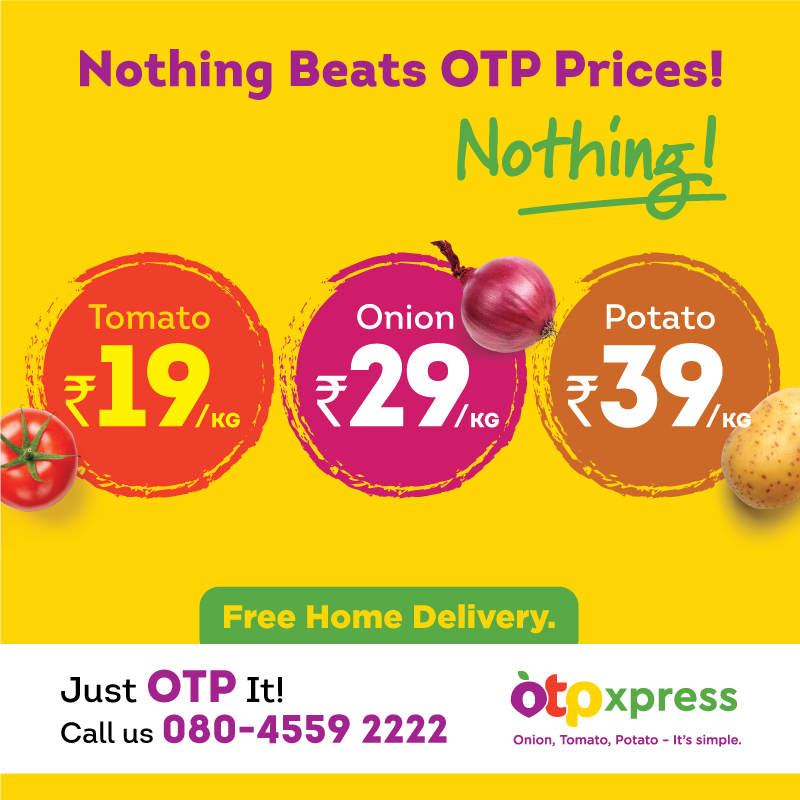 Nothing Beats OTP Prices!
Nothing!
Tomato
₹19/KG
Onion
₹29/KG
Potato
₹39/KG
Free Home Delivery.
Just OTP It!
Call us 080-4559 2222
otpxpress
Onion, Tomato, Potato – It's simple.